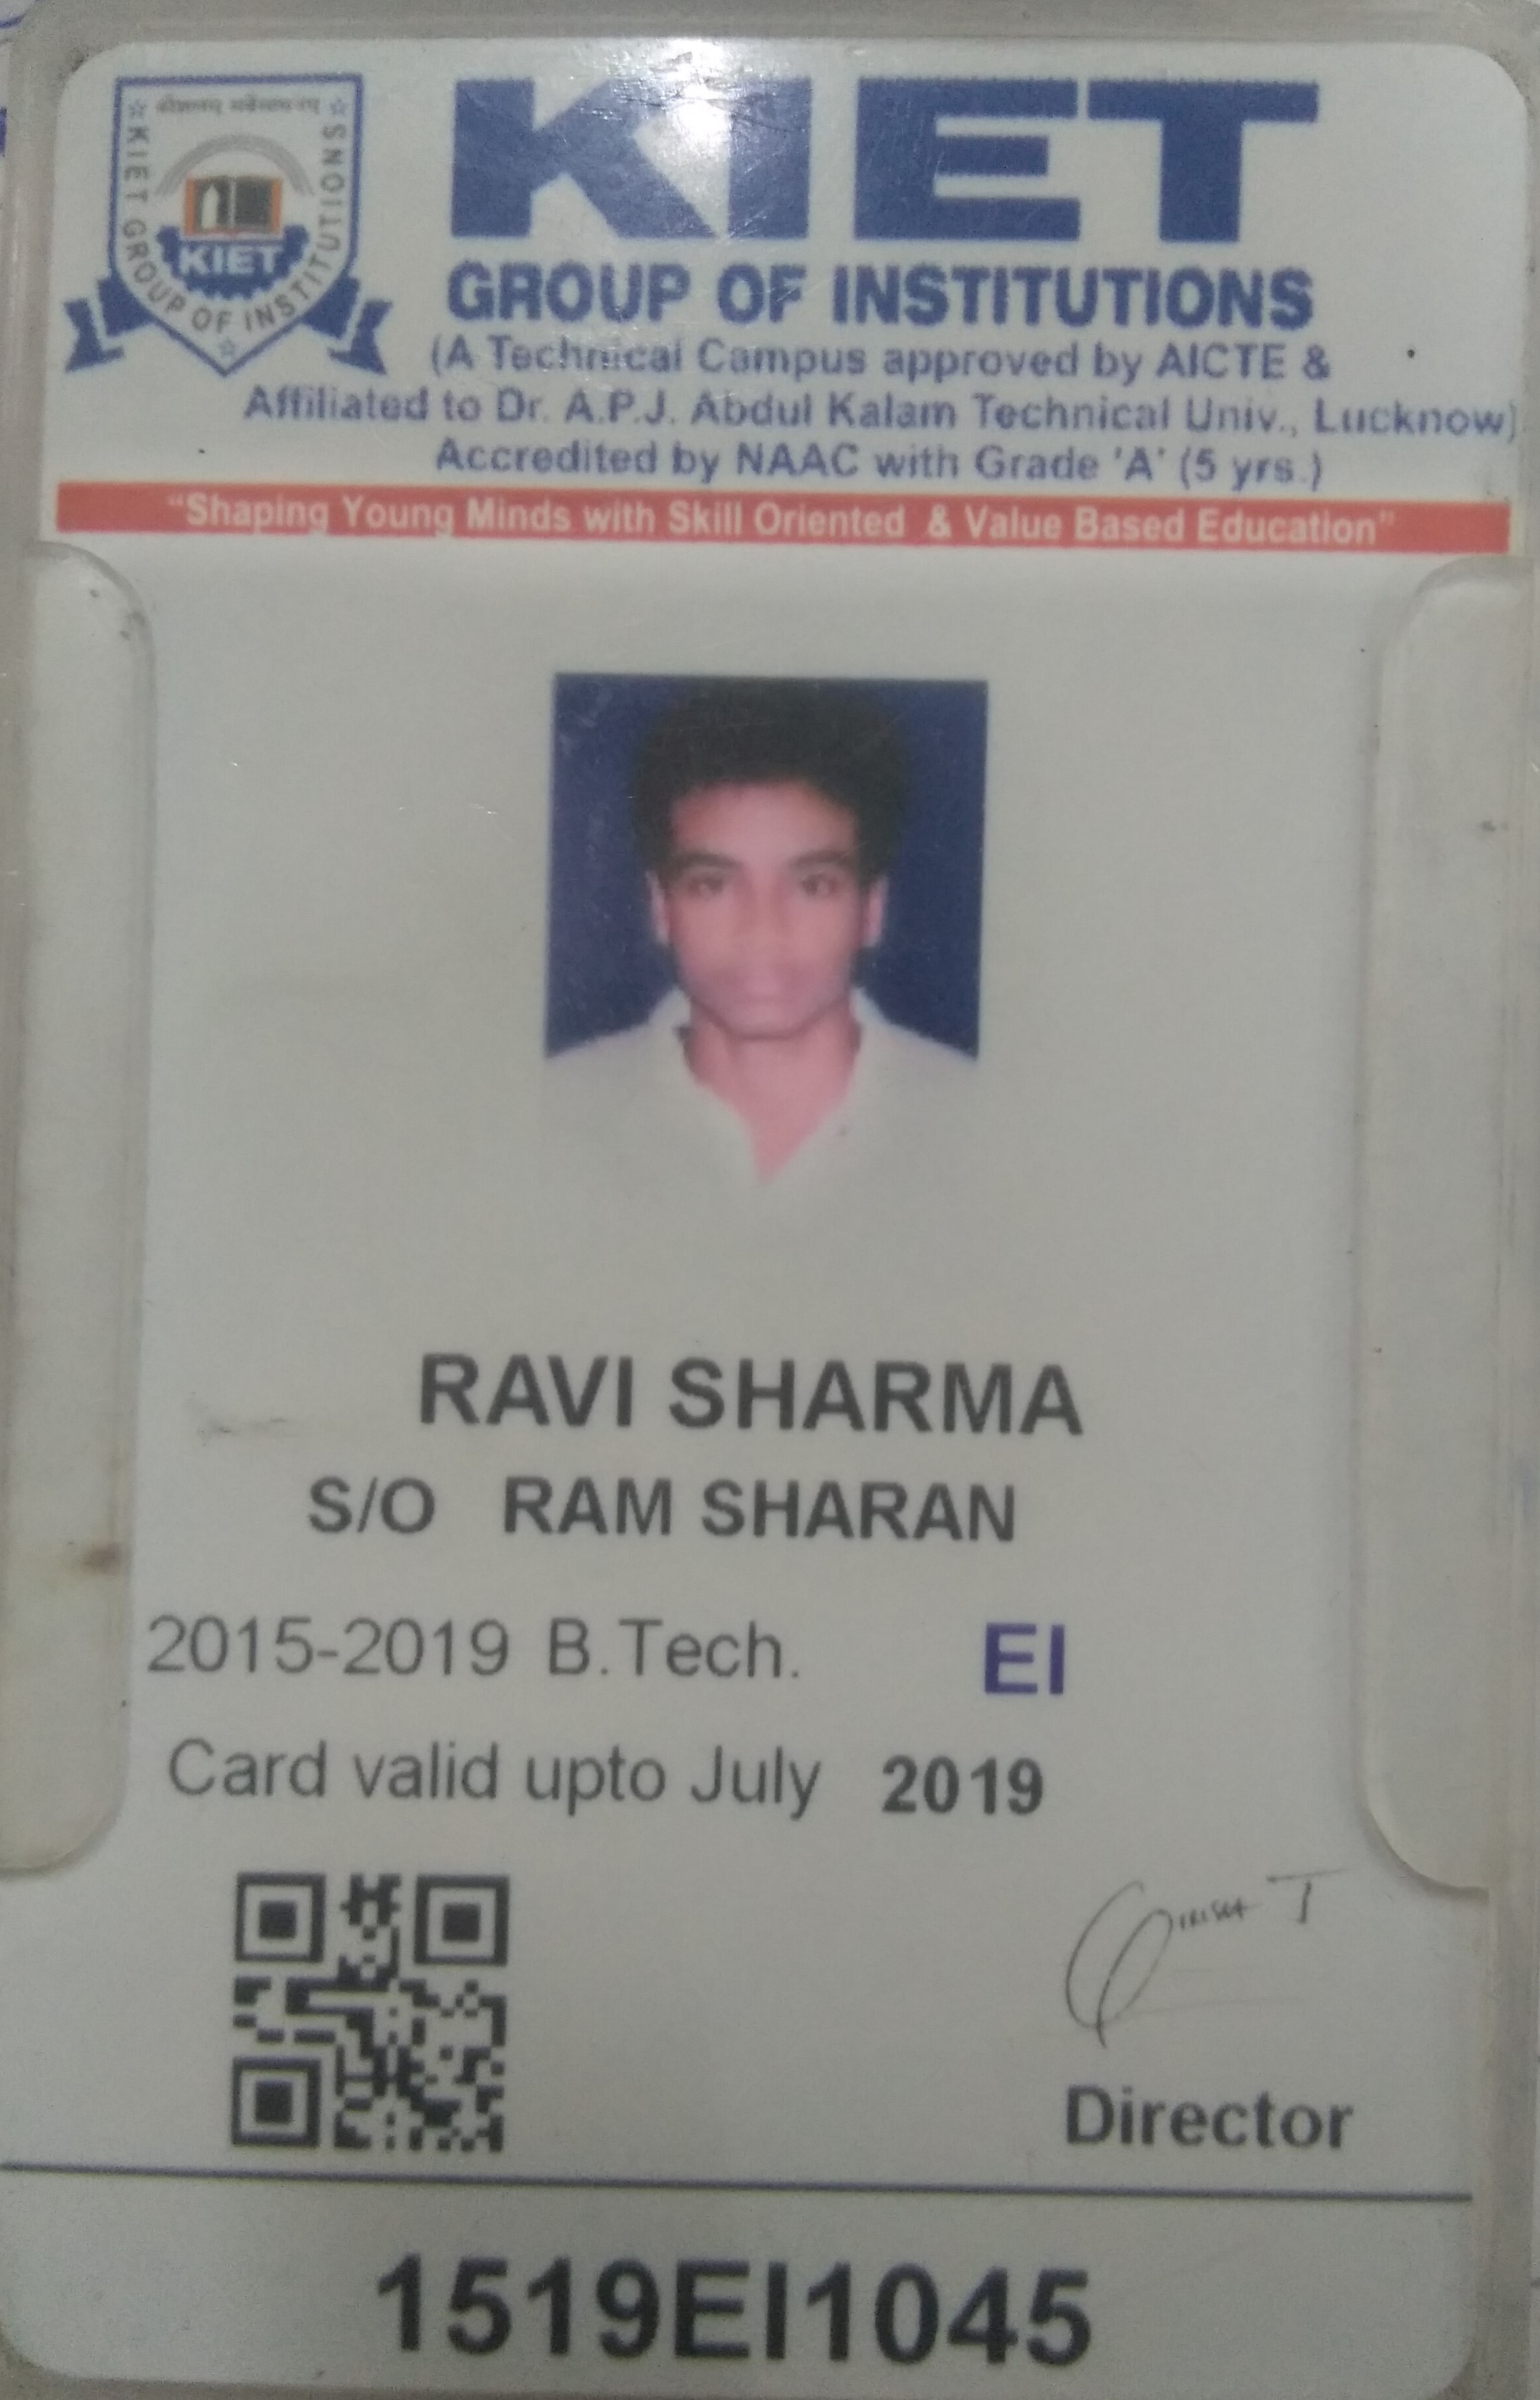 KIET GROUP OF INSTITUTIONS
KIET
KIET
GROUP OF INSTITUTIONS
(A Technical Campus approved by AICTE &
Affiliated to Dr. A.P.J. Abdul Kalam Technical Univ., Lucknow)
Accredited by NAAC with Grade 'A' (5 yrs.)
“Shaping Young Minds with Skill Oriented & Value Based Education”
RAVI SHARMA
S/O RAM SHARAN
2015-2019 B.Tech. EI
Card valid upto July 2019
Director
1519EI1045